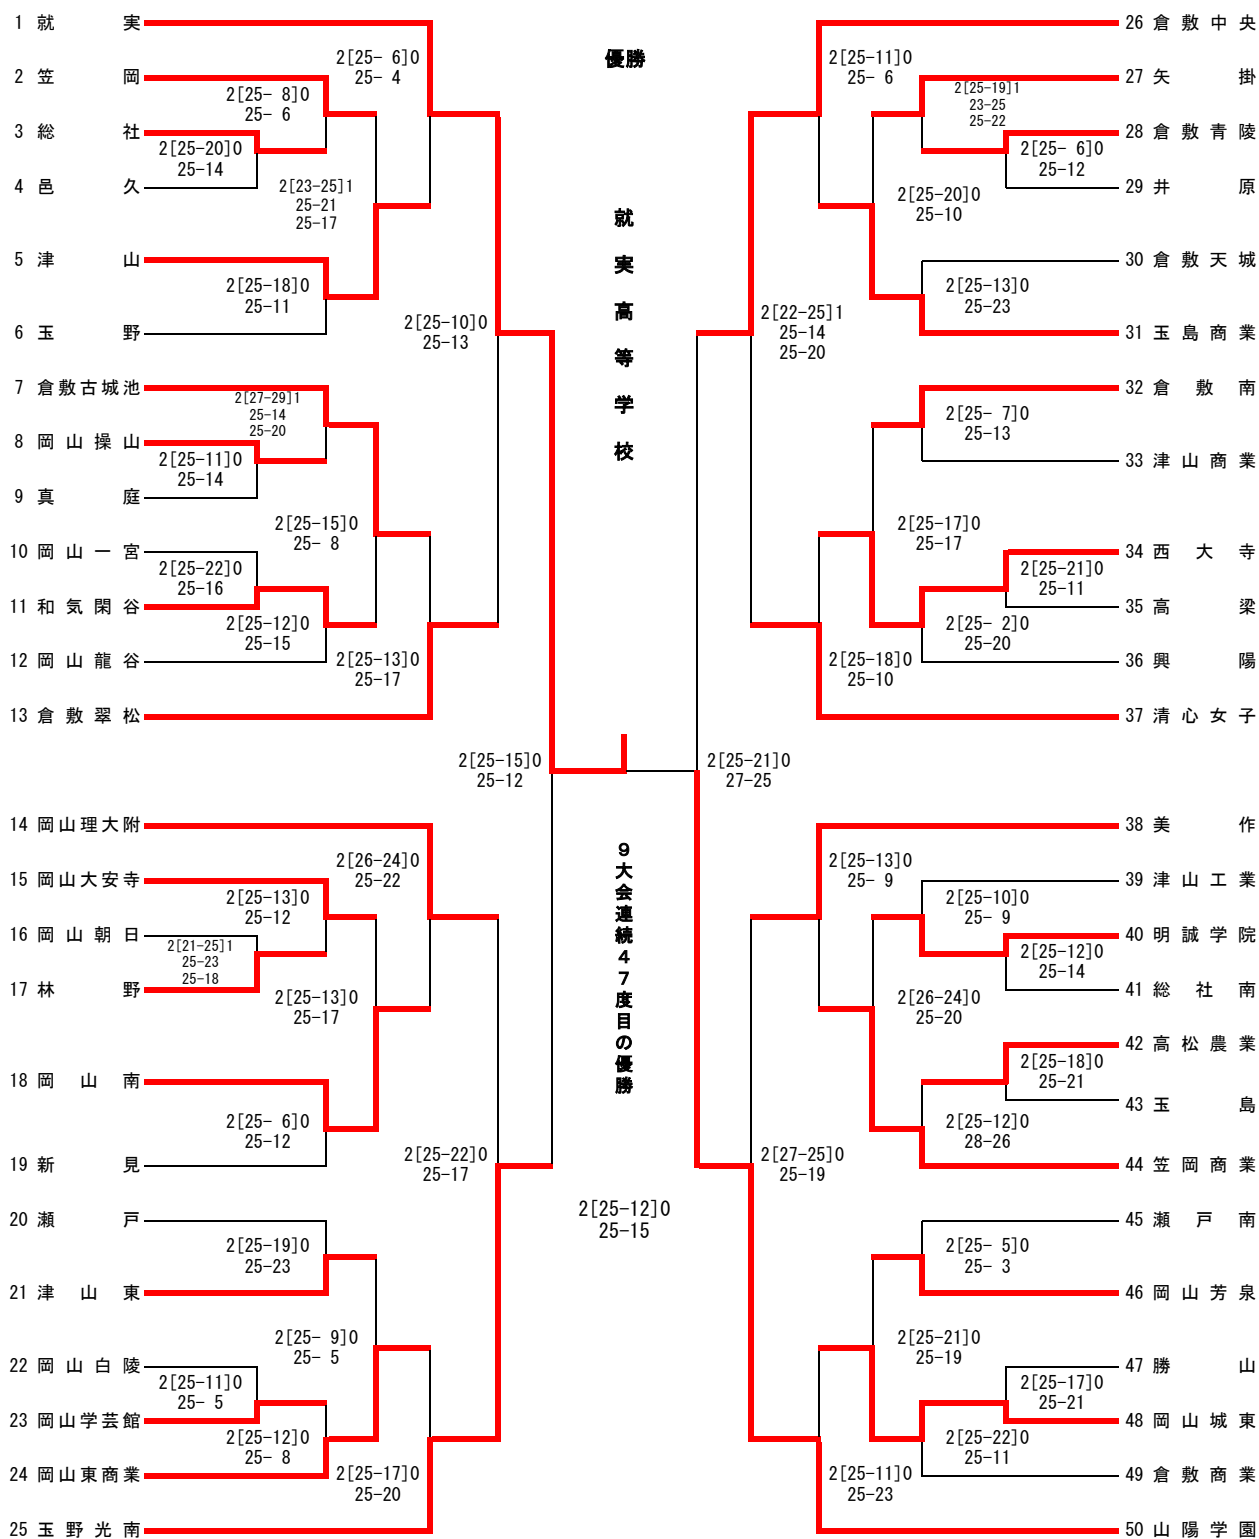 1 就実
2 笠岡
3 総社
4 邑久
5 津山
6 玉野
7 倉敷古城池
8 岡山操山
9 真庭
10 岡山一宮
11 和気閑谷
12 岡山龍谷
13 倉敷翠松
14 岡山理大附
15 岡山大安寺
16 岡山朝日
17 林野
18 岡山南
19 新見
20 瀬戸
21 津山東
22 岡山白陵
23 岡山学芸館
24 岡山東商業
25 玉野光南
2[25- 6]0
25- 4
2[25- 8]0
25- 6
2[25-20]0
25-14
2[23-25]1
25-21
25-17
2[25-18]0
25-11
2[25-10]0
25-13
2[27-29]1
25-14
25-20
2[25-11]0
25-14
2[25-15]0
25- 8
2[25-22]0
25-16
2[25-12]0
25-15
2[25-13]0
25-17
2[25-15]0
25-12
2[26-24]0
25-22
2[25-13]0
25-12
2[21-25]1
25-23
25-18
2[25-13]0
25-17
2[25- 6]0
25-12
2[25-22]0
25-17
2[25-19]0
25-23
2[25- 9]0
25- 5
2[25-11]0
25- 5
2[25-12]0
25- 8
2[25-17]0
25-20
優勝
就実高等学校
9大会連続47度目の優勝
2[25-12]0
25-15
2[25-11]0
25- 6
2[25-19]1
23-25
25-22
2[25- 6]0
25-12
2[25-20]0
25-10
2[25-13]0
25-23
2[22-25]1
25-14
25-20
2[25- 7]0
25-13
2[25-17]0
25-17
2[25-21]0
25-11
2[25- 2]0
25-20
2[25-18]0
25-10
2[25-21]0
27-25
2[25-13]0
25- 9
2[25-10]0
25- 9
2[25-12]0
25-14
2[26-24]0
25-20
2[25-18]0
25-21
2[25-12]0
28-26
2[27-25]0
25-19
2[25- 5]0
25- 3
2[25-21]0
25-19
2[25-17]0
25-21
2[25-22]0
25-11
2[25-11]0
25-23
26 倉敷中央
27 矢掛
28 倉敷青陵
29 井原
30 倉敷天城
31 玉島商業
32 倉敷南
33 津山商業
34 西大寺
35 高梁
36 興陽
37 清心女子
38 美作
39 津山工業
40 明誠学院
41 総社南
42 高松農業
43 玉島
44 笠岡商業
45 瀬戸南
46 岡山芳泉
47 勝山
48 岡山城東
49 倉敷商業
50 山陽学園